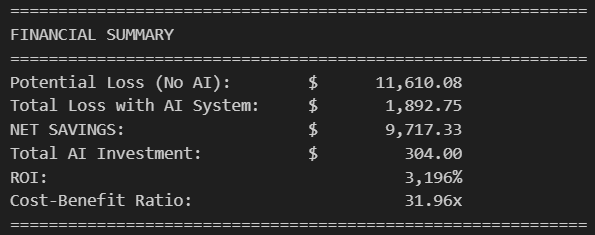 ================================================================
FINANCIAL SUMMARY
================================================================
Potential Loss (No AI):         $      11,610.08
Total Loss with AI System:      $       1,892.75
NET SAVINGS:                    $       9,717.33
Total AI Investment:            $         304.00
ROI:                                      3,196%
Cost-Benefit Ratio:                       31.96x
================================================================